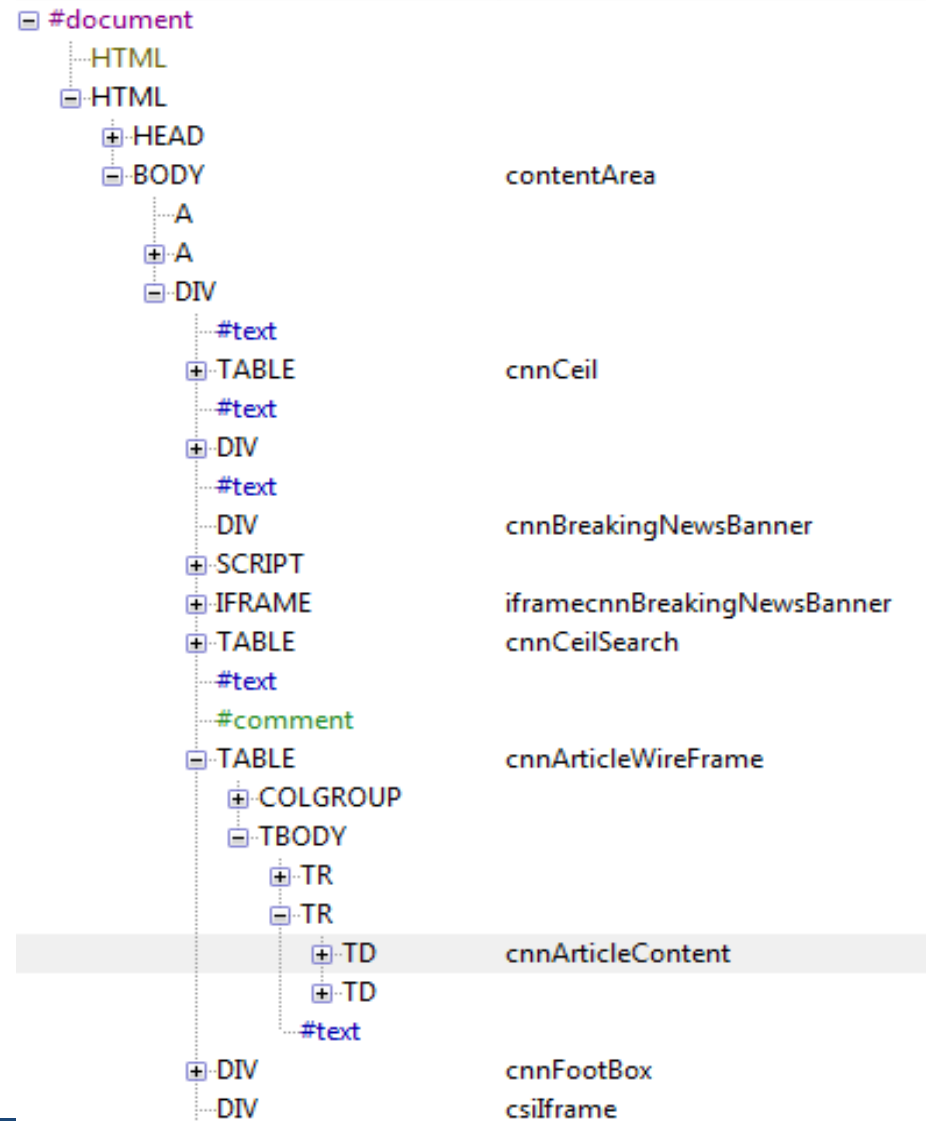 #document
HTML
HTML
HEAD
BODY contentArea
A
A
DIV
#text
TABLE cnnCeil
#text
DIV
#text
DIV cnnBreakingNewsBanner
SCRIPT
IFRAME iframecnnBreakingNewsBanner
TABLE cnnCeilSearch
#text
#comment
TABLE cnnArticleWireFrame
COLGROUP
TBODY
TR
TR
TD cnnArticleContent
TD
#text
DIV cnnFootBox
DIV csiIframe